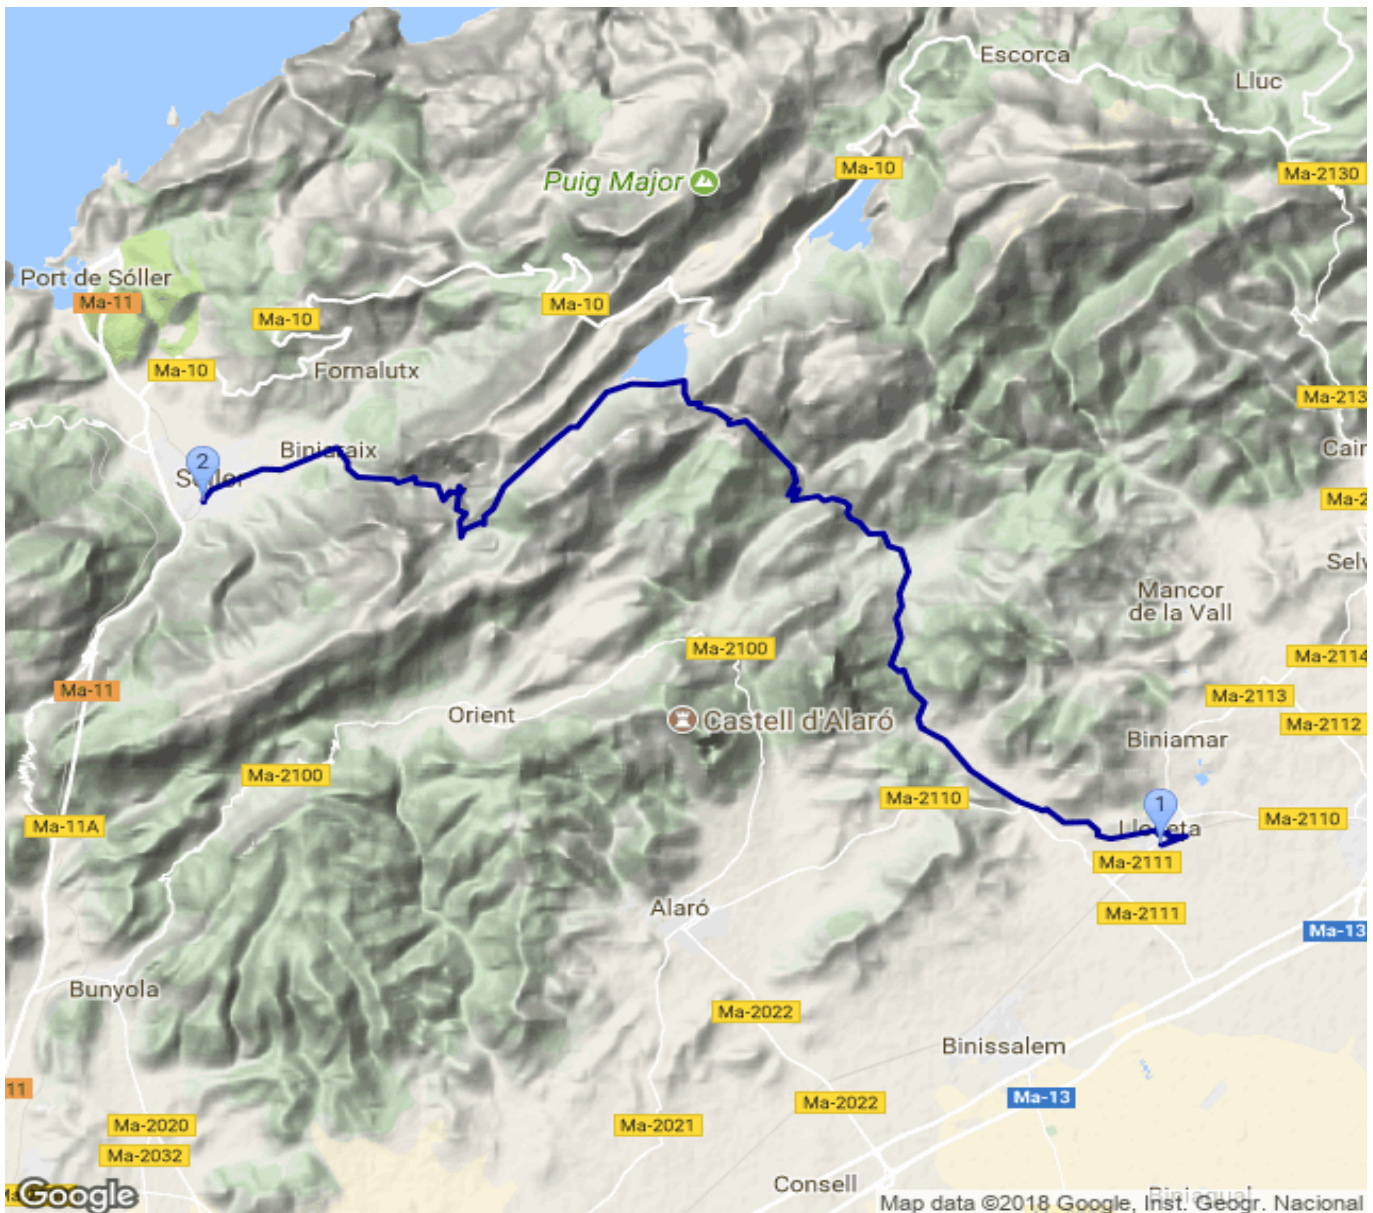 Escorca
Lluc
Ma-10
Ma-2130
Puig Major
Port de Sóller
Ma-11
Ma-10
Ma-10
Ma-10
Fornalutx
Ma-213
Biniaraix
2
Cair
Ma-2
Selv
Mancor
de la Vall
Ma-2100
Ma-2114
Ma-11
Ma-2113
Orient
Castell d'Alaró
Ma-2112
Biniamar
Ma-2100
Ma-2110
1
Ma-11A
Ma-2110
Ma-2111
Alaró
Ma-2111
Ma-13
Bunyola
Ma-2022
Binissalem
11
Ma-13
Ma-2022
Ma-2020
Ma-2021
Ma-2032
Consell
Google
Map data ©2018 Google, Inst. Geogr. Nacional